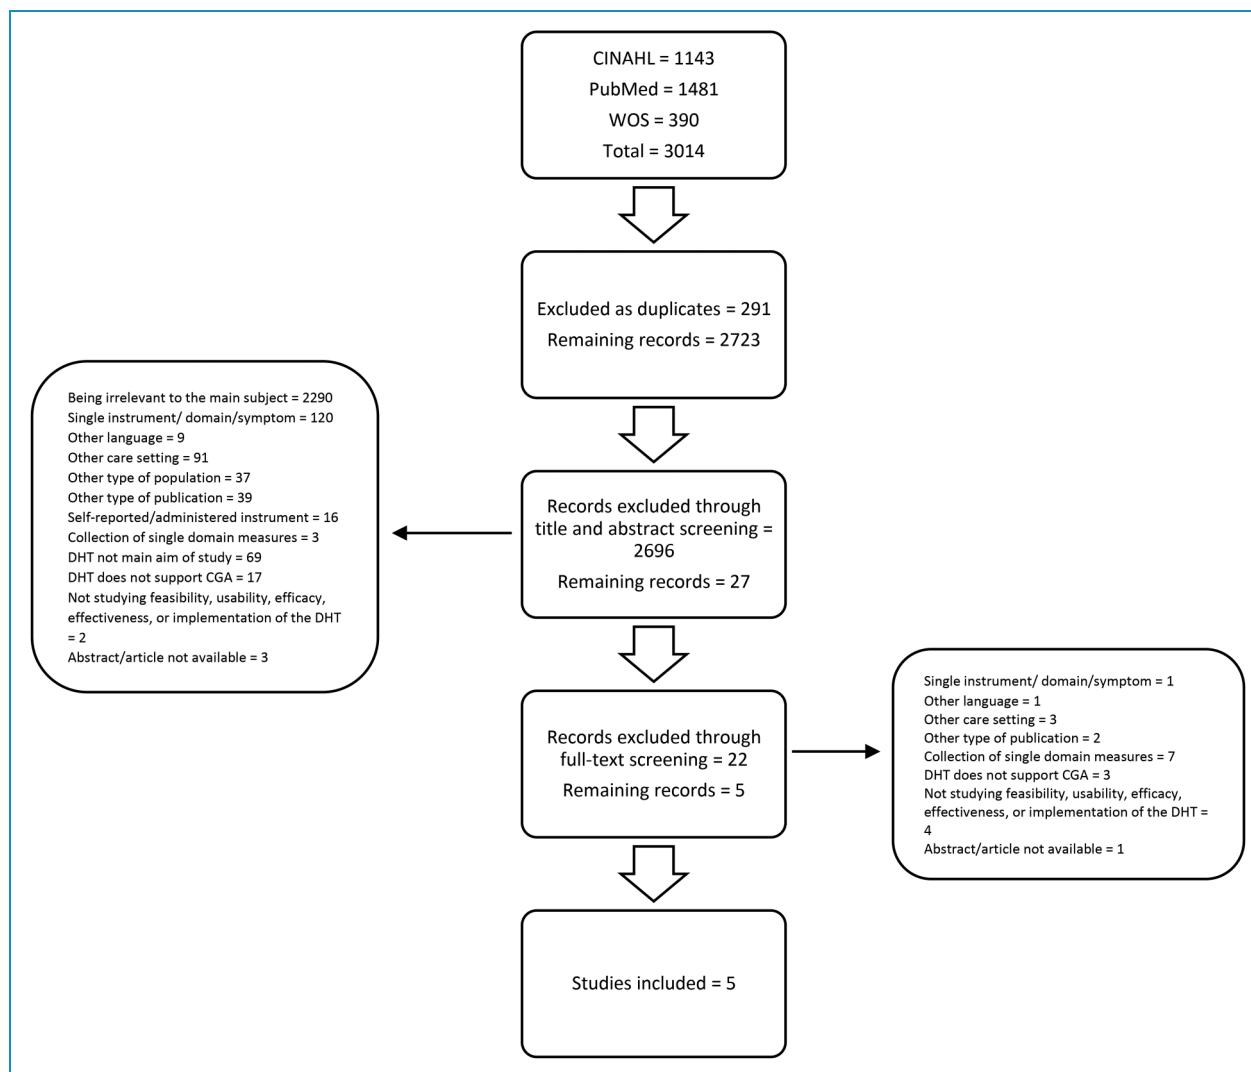 CINAHL = 1143
PubMed = 1481
WOS = 390
Total = 3014
Excluded as duplicates = 291
Remaining records = 2723
Being irrelevant to the main subject = 2290
Single instrument/ domain/symptom = 120
Other language = 9
Other care setting = 91
Other type of population = 37
Other type of publication = 39
Self-reported/administered instrument = 16
Collection of single domain measures = 3
DHT not main aim of study = 69
DHT does not support CGA = 17
Not studying feasibility, usability, efficacy,
effectiveness, or implementation of the DHT
= 2
Abstract/article not available = 3
Records excluded through
title and abstract screening =
2696
Remaining records = 27
Records excluded through
full-text screening = 22
Remaining records = 5
Single instrument/ domain/symptom = 1
Other language = 1
Other care setting = 3
Other type of publication = 2
Collection of single domain measures = 7
DHT does not support CGA = 3
Not studying feasibility, usability, efficacy,
effectiveness, or implementation of the DHT =
4
Abstract/article not available = 1
Studies included = 5